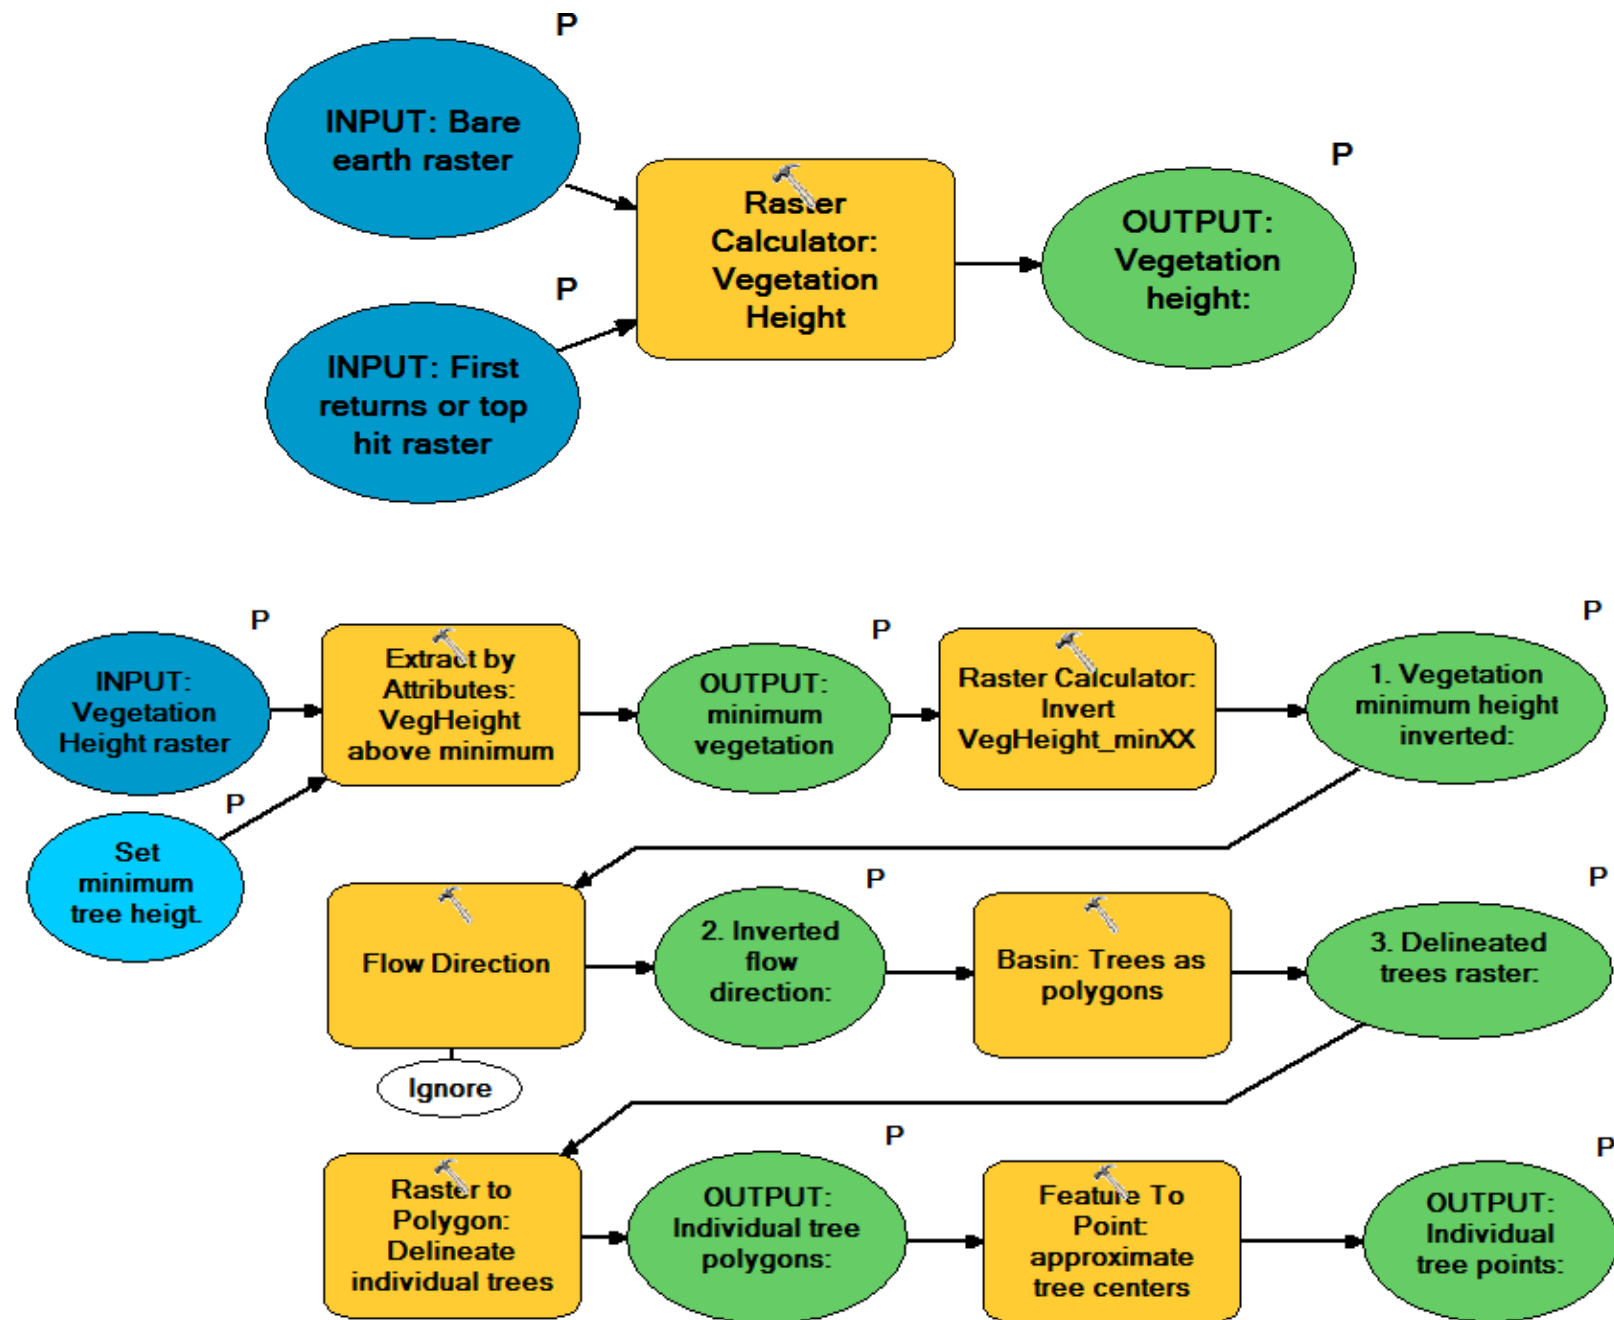 P
INPUT: Bare
earth raster
P
INPUT: First
returns or top
hit raster
Raster
Calculator:
Vegetation
Height
P
OUTPUT:
Vegetation
height:
P
INPUT:
Vegetation
Height raster
P
Set
minimum
tree heigt.
Extract by
Attributes:
VegHeight
above minimum
P
OUTPUT:
minimum
vegetation
Raster Calculator:
Invert
VegHeight_minXX
P
1. Vegetation
minimum height
inverted:
Flow Direction
Ignore
P
2. Inverted
flow
direction:
Basin: Trees as
polygons
P
3. Delineated
trees raster:
Raster to
Polygon:
Delineate
individual trees
P
OUTPUT:
Individual tree
polygons:
Feature To
Point:
approximate
tree centers
P
OUTPUT:
Individual
tree points: